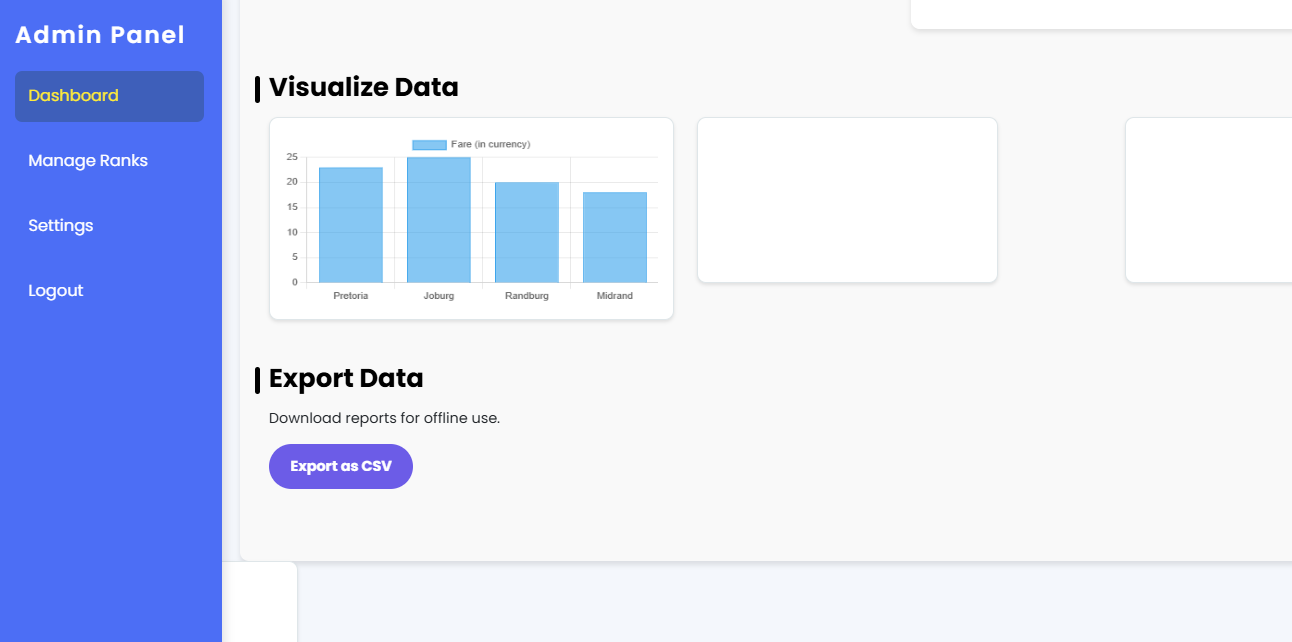 Admin Panel
Dashboard
Manage Ranks
Settings
Logout
Visualize Data
Fare (in currency)
25
20
15
10
5
0
Pretoria Joburg Randburg Midrand
Export Data
Download reports for offline use.
Export as CSV